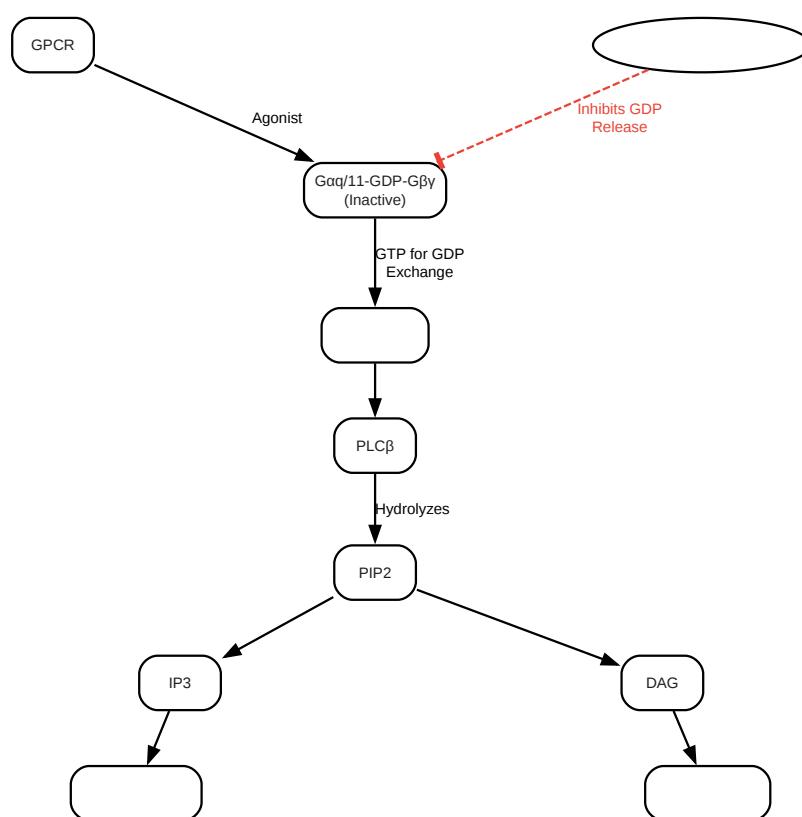 GPCR
Agonist
Inhibits GDP
Release
Gαq/11-GDP-Gβγ
(Inactive)
GTP for GDP
Exchange
PLCβ
Hydrolyzes
PIP2
IP3
DAG